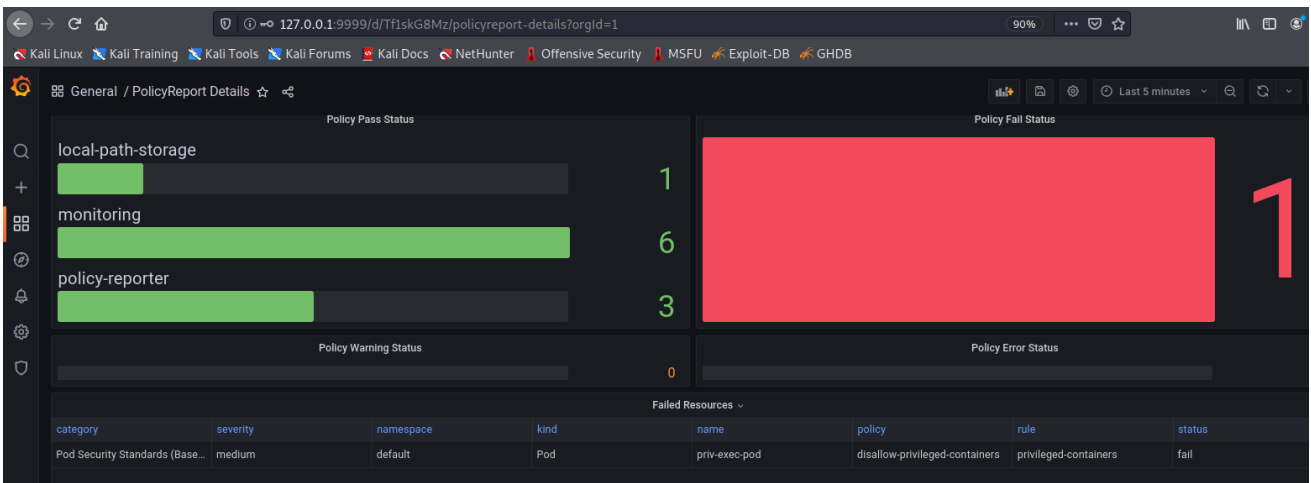 127.0.0.1:9999/d/Tf1skG8Mz/policyreport-details?orgId=1
90%
Kali Linux Kali Training Kali Tools Kali Forums Kali Docs NetHunter Offensive Security MSFU Exploit-DB GHDB
General / PolicyReport Details
Last 5 minutes
Policy Pass Status
local-path-storage
1
monitoring
6
policy-reporter
3
Policy Fail Status
1
Policy Warning Status
0
Policy Error Status
Failed Resources
category severity namespace kind name policy rule status
Pod Security Standards (Base... medium default Pod priv-exec-pod disallow-privileged-containers privileged-containers fail